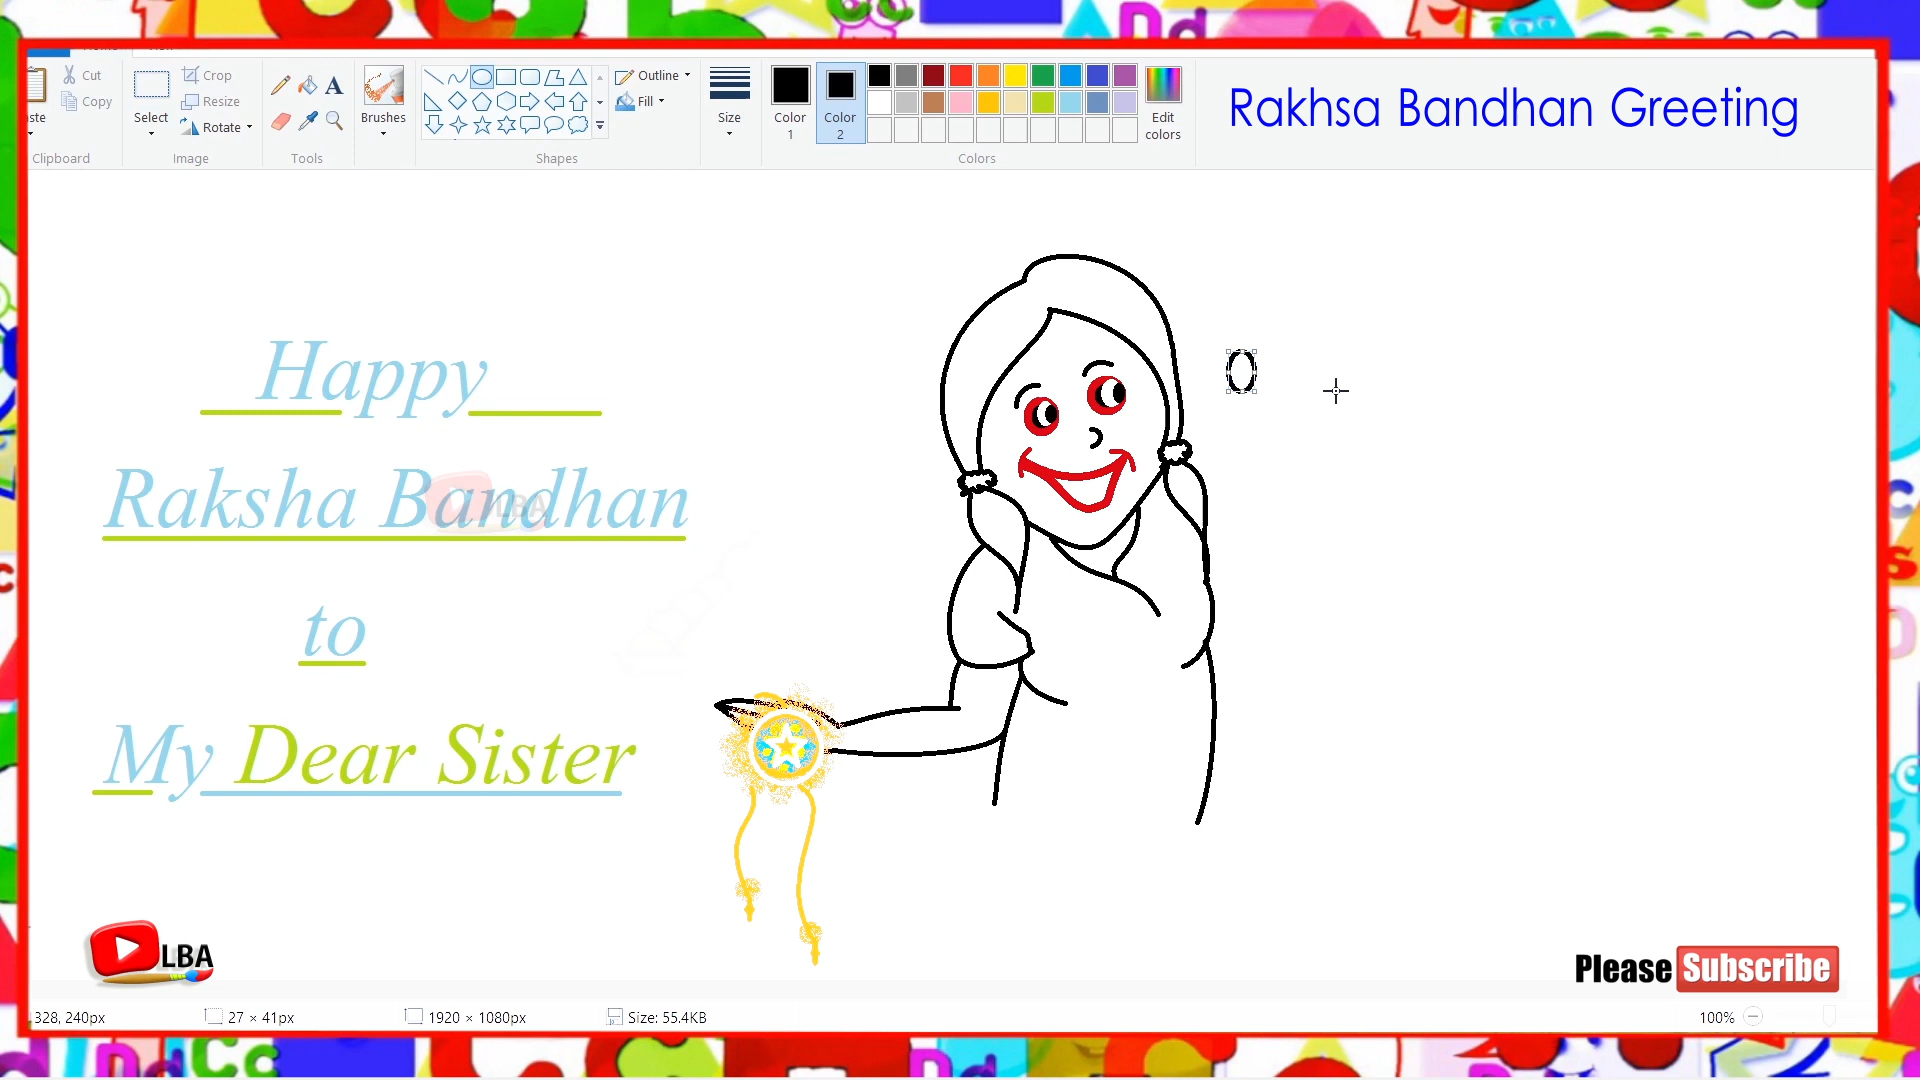 Cut
Copy
Clipboard
Select
Crop
Resize
Rotate
Image
A
Tools
Brushes
Shapes
Outline
Fill
Size
Color 1
Color 2
Edit colors
Colors
Rakhsa Bandhan Greeting
Happy
Raksha Bandhan
LBA
to
My Dear Sister
LBA
Please Subscribe
328, 240px
27 × 41px
1920 × 1080px
Size: 55.4KB
100%